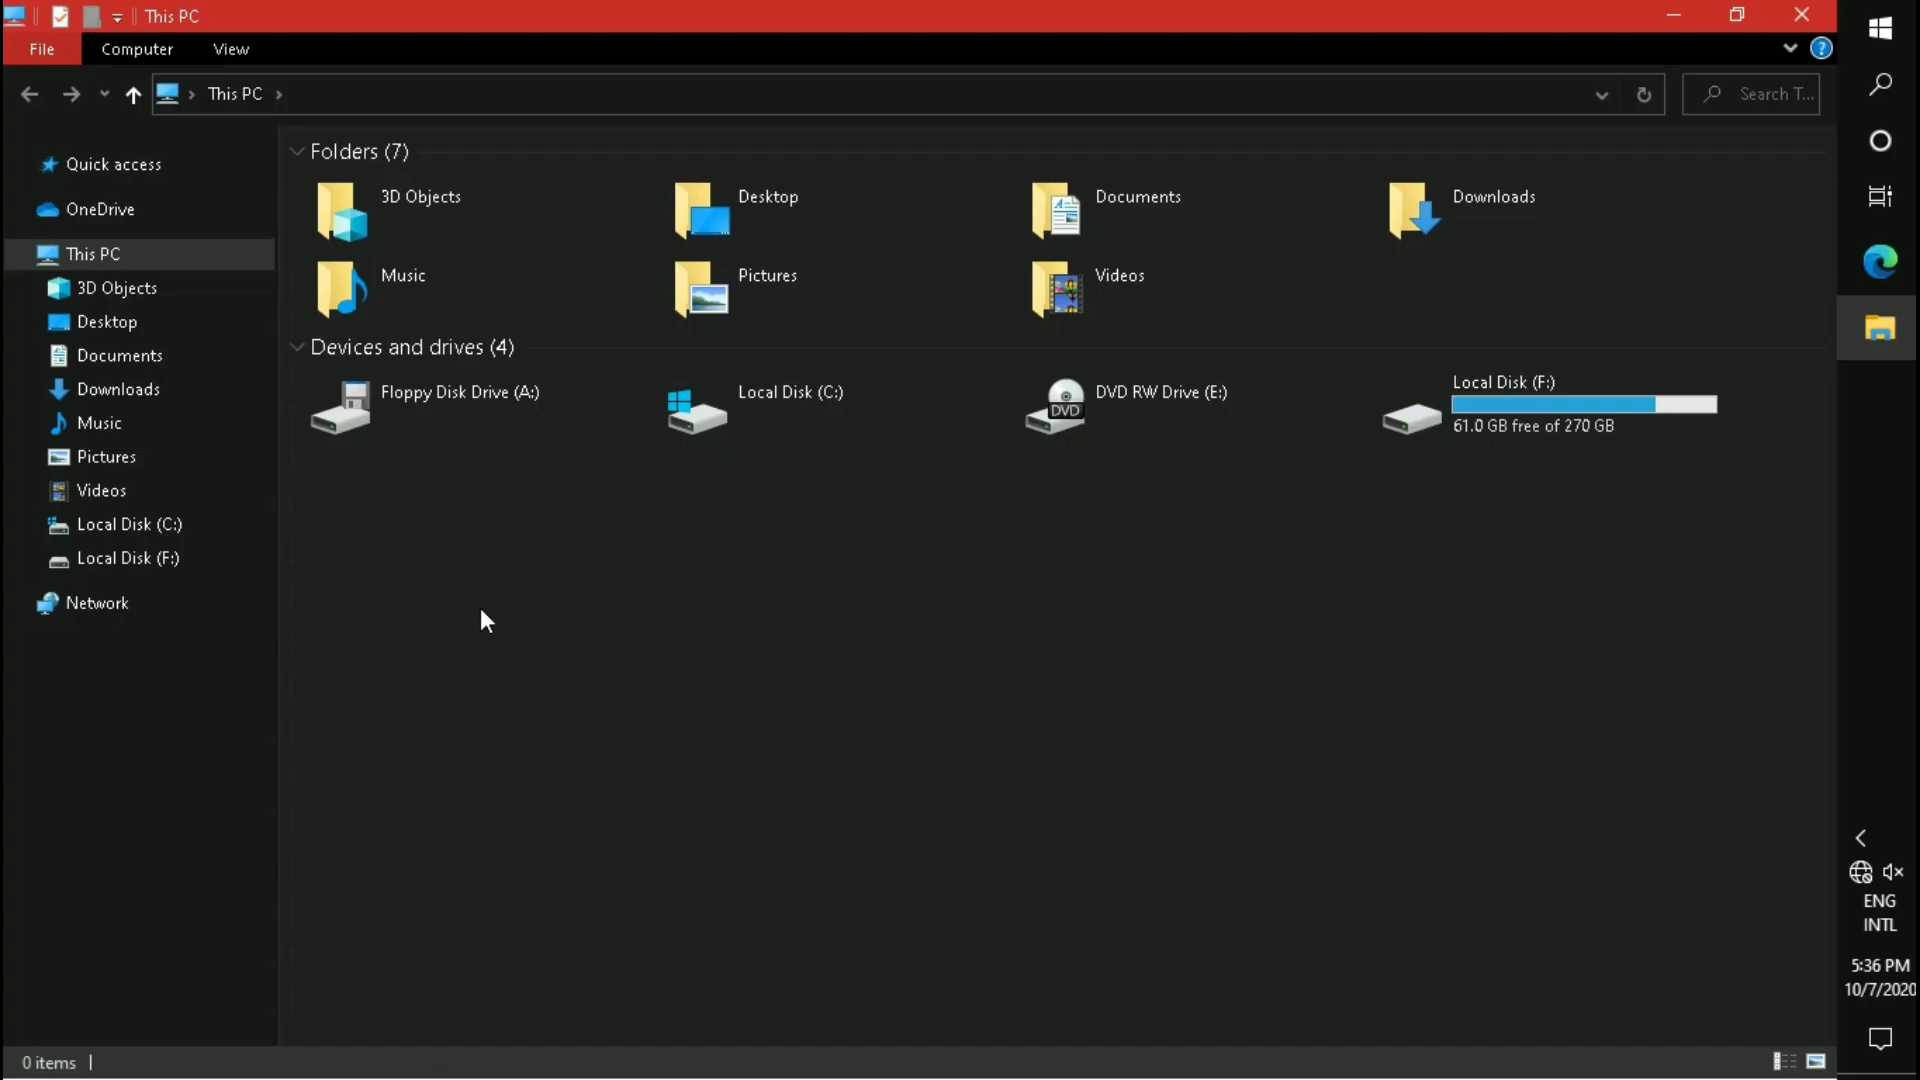 This PC
File Computer View
This PC
Search T...
Quick access
OneDrive
This PC
3D Objects
Desktop
Documents
Downloads
Music
Pictures
Videos
Local Disk (C:)
Local Disk (F:)
Network
Folders (7)
3D Objects
Desktop
Documents
Downloads
Music
Pictures
Videos
Devices and drives (4)
Floppy Disk Drive (A:)
Local Disk (C:)
DVD RW Drive (E:)
DVD
Local Disk (F:)
61.0 GB free of 270 GB
0 items
ENG
INTL
5:36 PM
10/7/2020